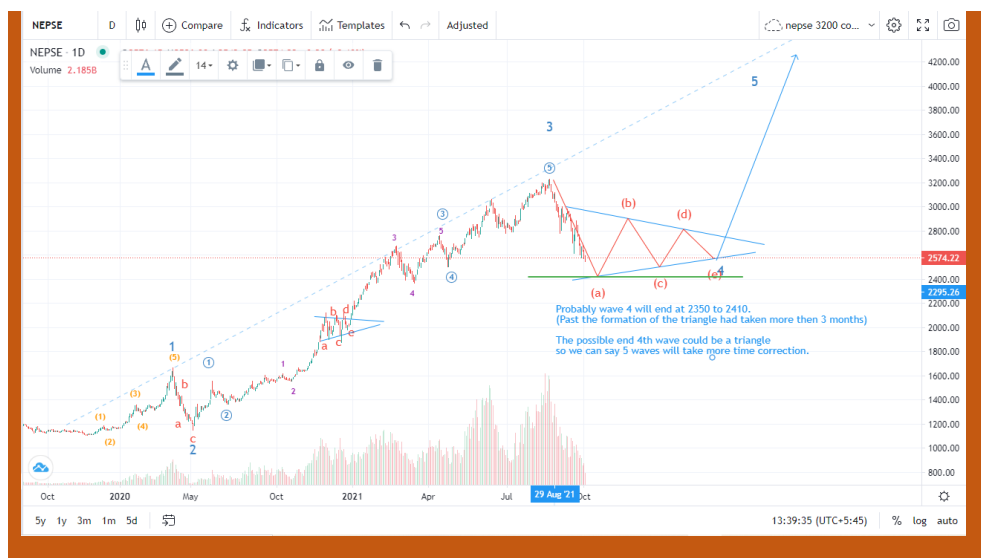 NEPSE D Compare fx Indicators Templates Adjusted nepse 3200 co...
NEPSE · 1D
Volume 2.185B
A 14
4200.00
4000.00
3800.00
3600.00
3400.00
3200.00
3000.00
2800.00
2574.22
2400.00
2295.26
2200.00
2000.00
1800.00
1600.00
1400.00
1200.00
1000.00
800.00
5
3
5
3
(b)
(d)
3
5
4
4
4
(e)
(c)
(a)
b d
a c e
Probably wave 4 will end at 2350 to 2410.
(Past the formation of the triangle had taken more then 3 months)
The possible end 4th wave could be a triangle
so we can say 5 waves will take more time correction.
1
(5)
1
1
b
2
(3)
(1)
2
a
(4)
(2)
c
2
Oct 2020 May Oct 2021 Apr Jul 29 Aug '21 Oct
5y 1y 3m 1m 5d 13:39:35 (UTC+5:45) % log auto